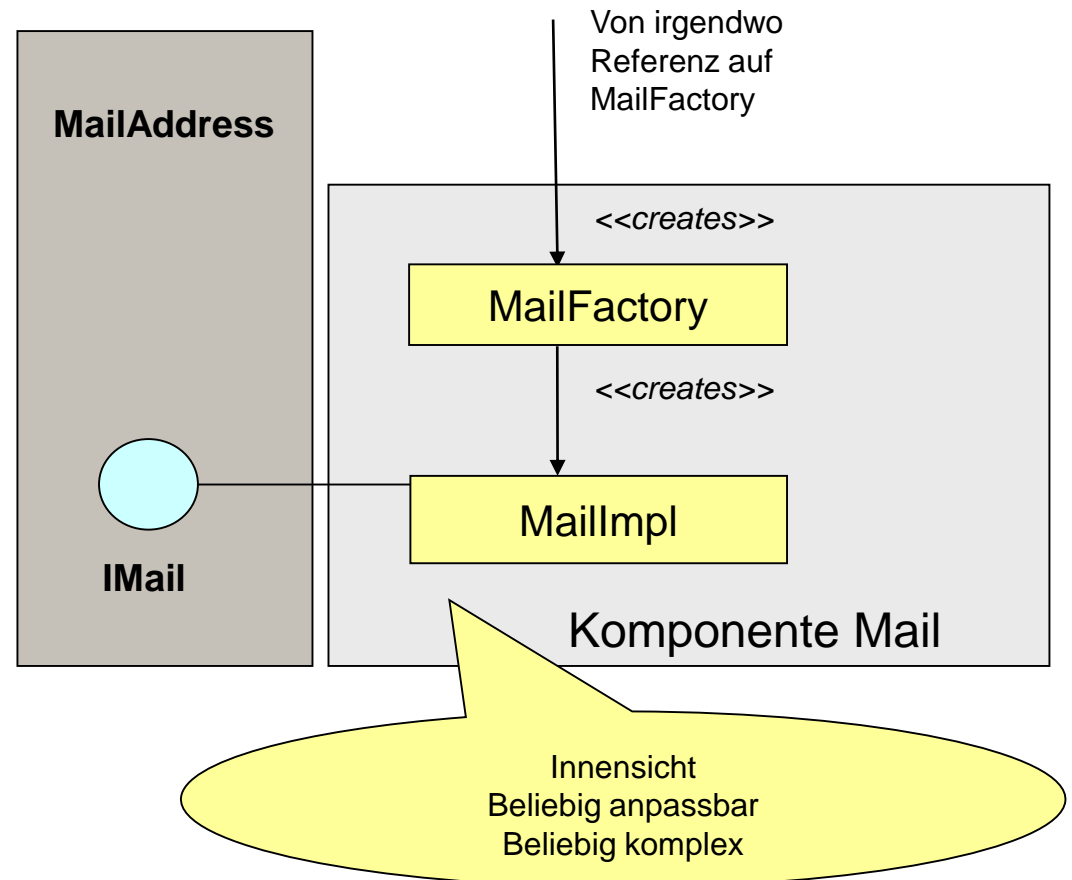 Von irgendwo
Referenz auf
MailFactory
MailAddress
<<creates>>
MailFactory
<<creates>>
MailImpl
IMail
Komponente Mail
Innensicht
Beliebig anpassbar
Beliebig komplex